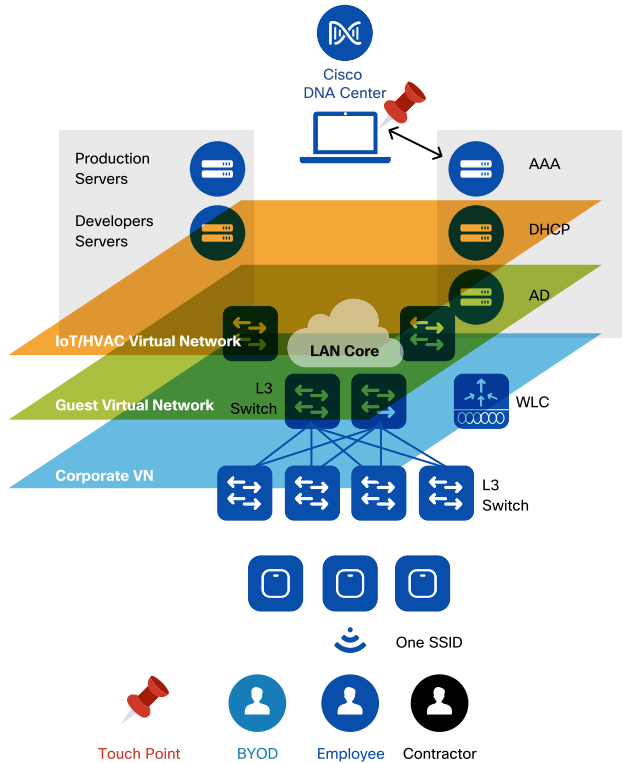 Cisco
DNA Center
Production
Servers
AAA
Developers
Servers
DHCP
AD
IoT/HVAC Virtual Network
LAN Core
L3
Switch
WLC
Guest Virtual Network
Corporate VN
L3
Switch
One SSID
Touch Point
BYOD
Employee
Contractor